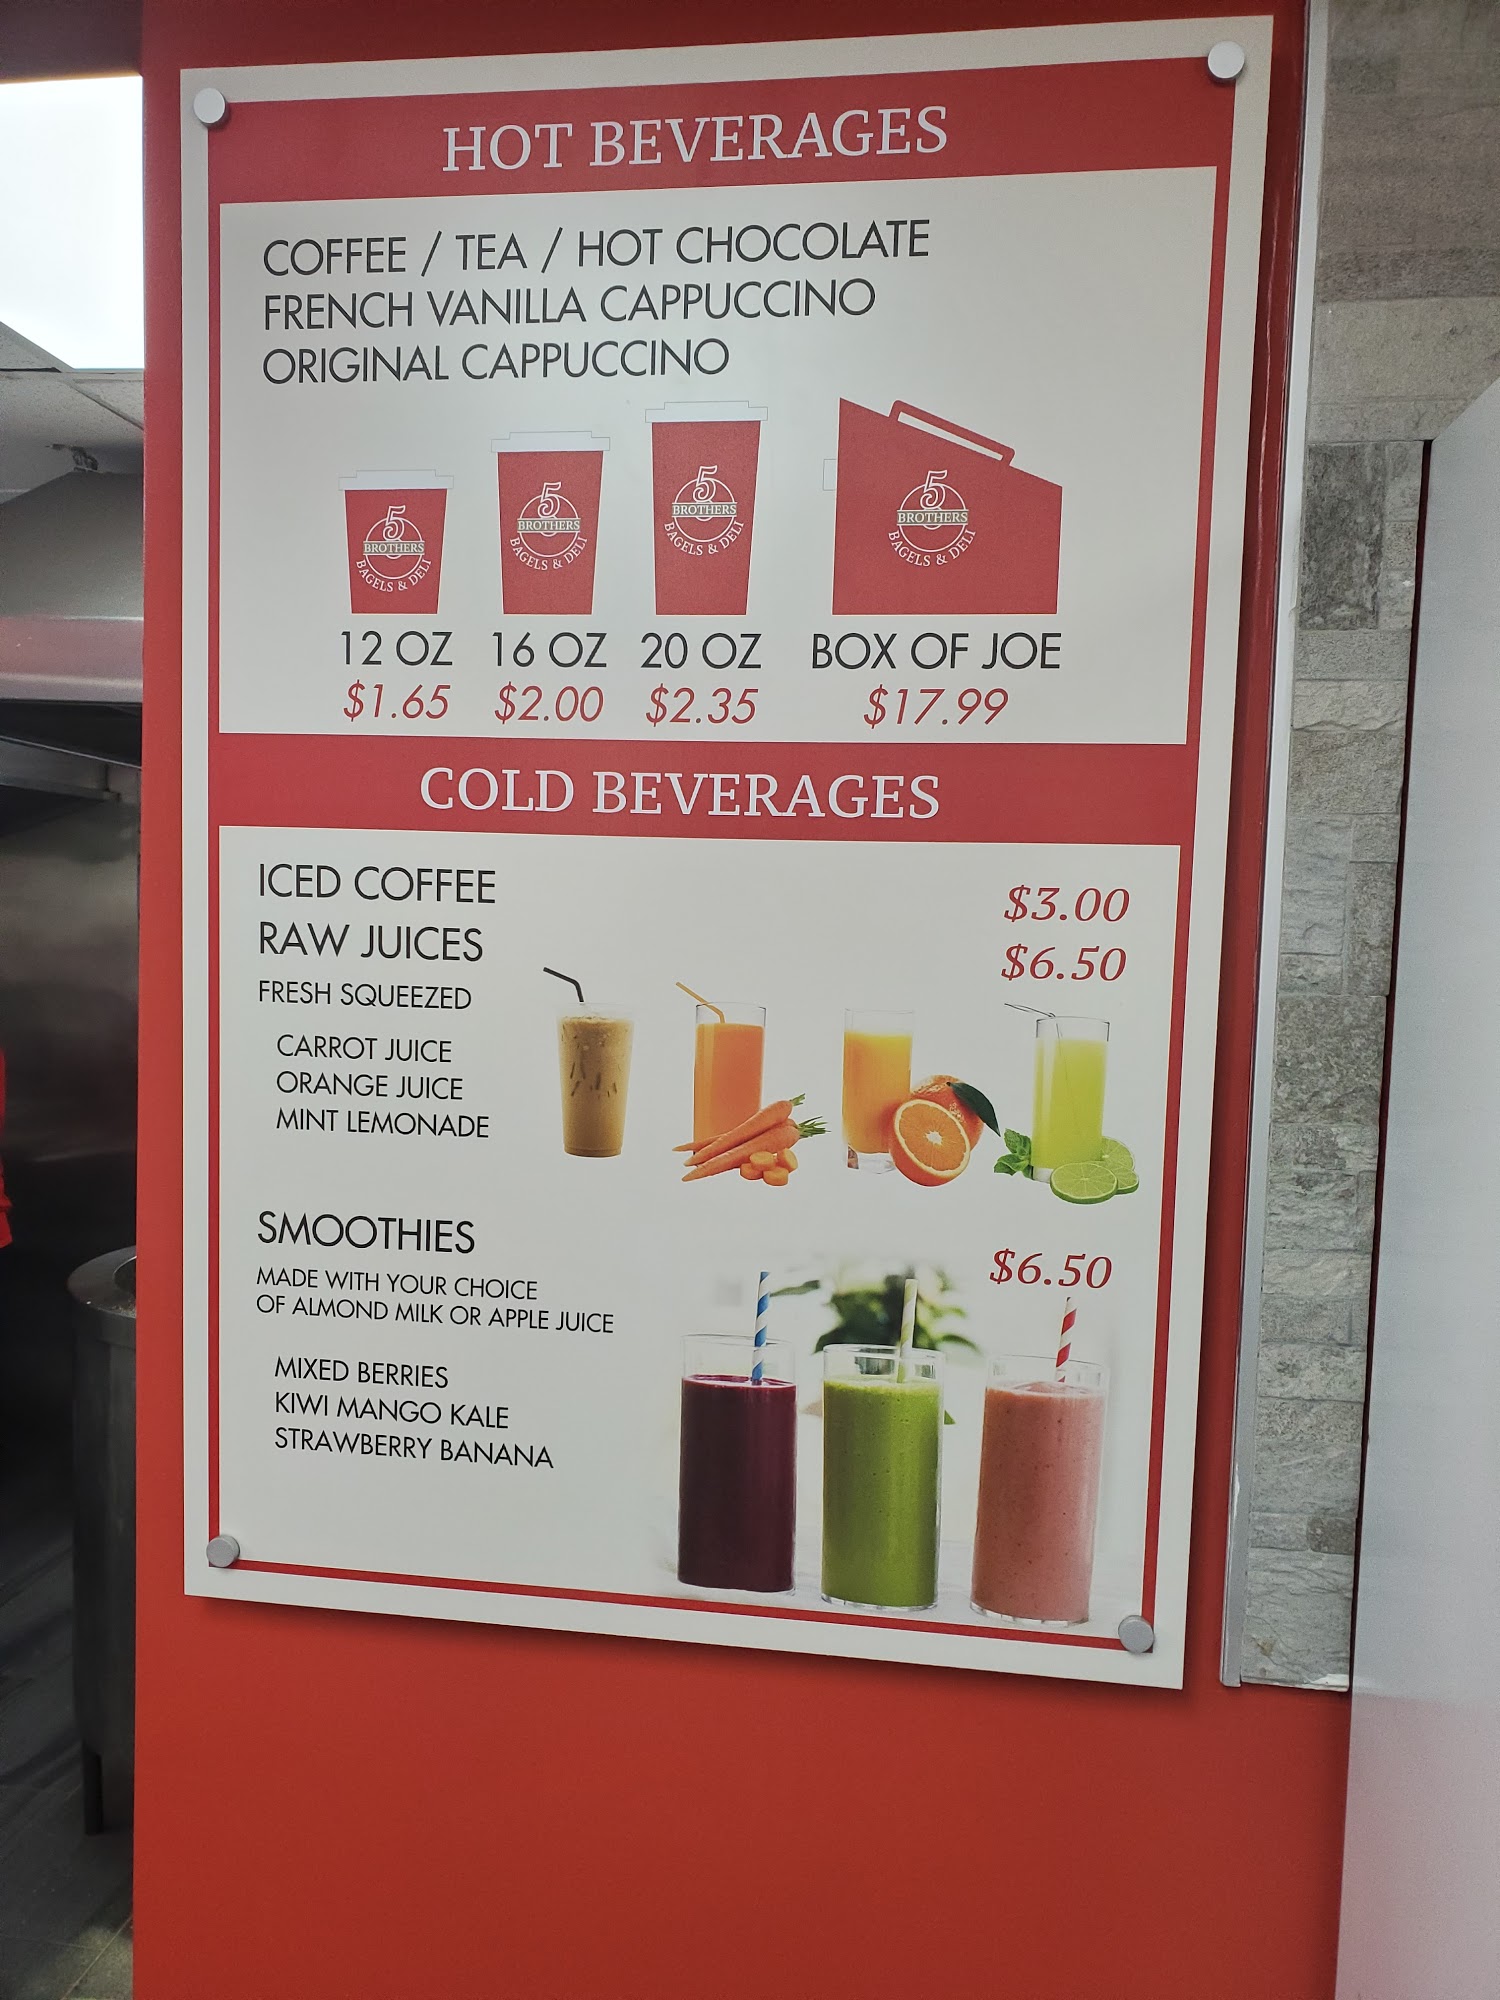 HOT BEVERAGES
COFFEE / TEA / HOT CHOCOLATE
FRENCH VANILLA CAPPUCCINO
ORIGINAL CAPPUCCINO
5 BROTHERS BAGELS & DELI
5 BROTHERS BAGELS & DELI
5 BROTHERS BAGELS & DELI
5 BROTHERS BAGELS & DELI
12 OZ 16 OZ 20 OZ BOX OF JOE
$1.65 $2.00 $2.35 $17.99
COLD BEVERAGES
ICED COFFEE $3.00
RAW JUICES $6.50
FRESH SQUEEZED
CARROT JUICE
ORANGE JUICE
MINT LEMONADE
SMOOTHIES $6.50
MADE WITH YOUR CHOICE
OF ALMOND MILK OR APPLE JUICE
MIXED BERRIES
KIWI MANGO KALE
STRAWBERRY BANANA